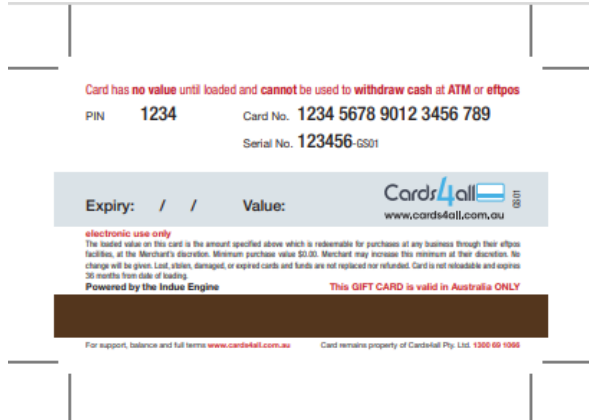 Card has no value until loaded and cannot be used to withdraw cash at ATM or eftpos
PIN 1234 Card No. 1234 5678 9012 3456 789
Serial No. 123456-GS01
Expiry: / / Value: Cards4all
www.cards4all.com.au
GS01
electronic use only
The loaded value on this card is the amount specified above which is redeemable for purchases at any business through their eftpos
facilities, at the Merchant's discretion. Minimum purchase value $0.00. Merchant may increase this minimum at their discretion. No
change will be given. Lost, stolen, damaged, or expired cards and funds are not replaced nor refunded. Card is not reloadable and expires
36 months from date of loading.
Powered by the Indue Engine This GIFT CARD is valid in Australia ONLY
For support, balance and full terms www.cards4all.com.au Card remains property of Cards4all Pty. Ltd. 1300 69 1066